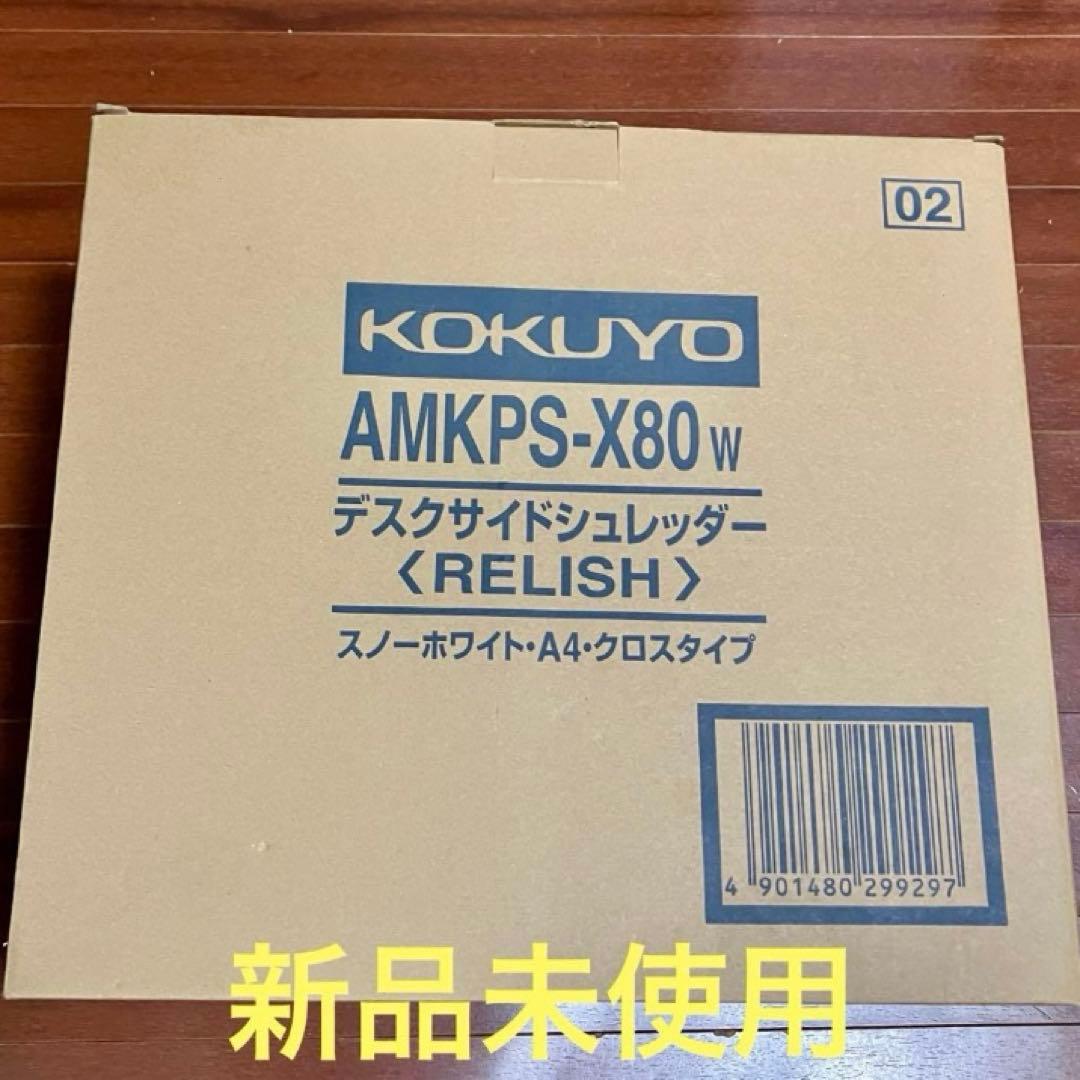 02
KOKUYO
AMKPS-X80 W
デスクサイドシュレッダー
〈RELISH〉
スノーホワイト・A4・クロスタイプ
4 901480 299297
新品未使用